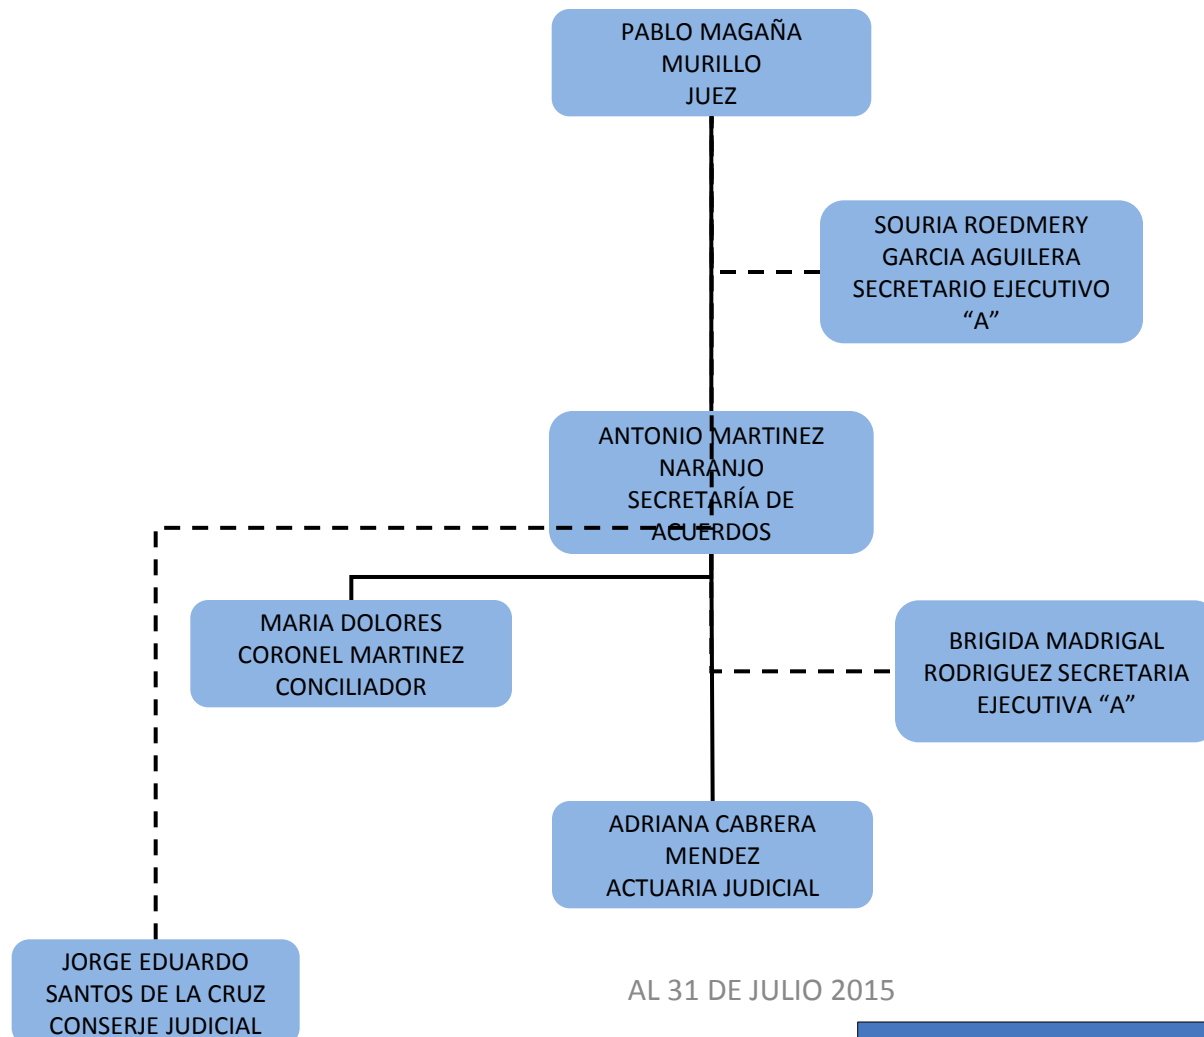 PABLO MAGAÑA
MURILLO
JUEZ
SOURIA ROEDMERY
GARCIA AGUILERA
SECRETARIO EJECUTIVO
“A”
ANTONIO MARTINEZ
NARANJO
SECRETARÍA DE
ACUERDOS
MARIA DOLORES
CORONEL MARTINEZ
CONCILIADOR
BRIGIDA MADRIGAL
RODRIGUEZ SECRETARIA
EJECUTIVA “A”
ADRIANA CABRERA
MENDEZ
ACTUARIA JUDICIAL
JORGE EDUARDO
SANTOS DE LA CRUZ
CONSERJE JUDICIAL
AL 31 DE JULIO 2015